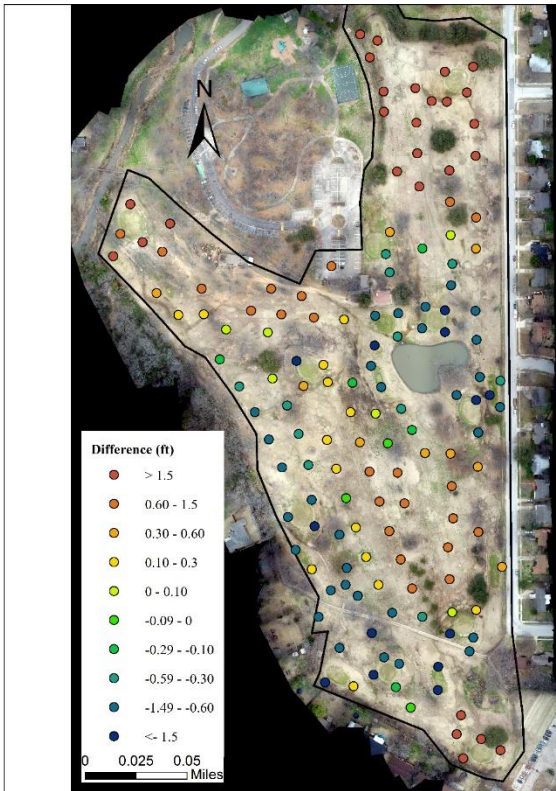 N
Difference (ft)
> 1.5
0.60 - 1.5
0.30 - 0.60
0.10 - 0.3
0 - 0.10
-0.09 - 0
-0.29 - -0.10
-0.59 - -0.30
-1.49 - -0.60
<- 1.5
0 0.025 0.05
Miles